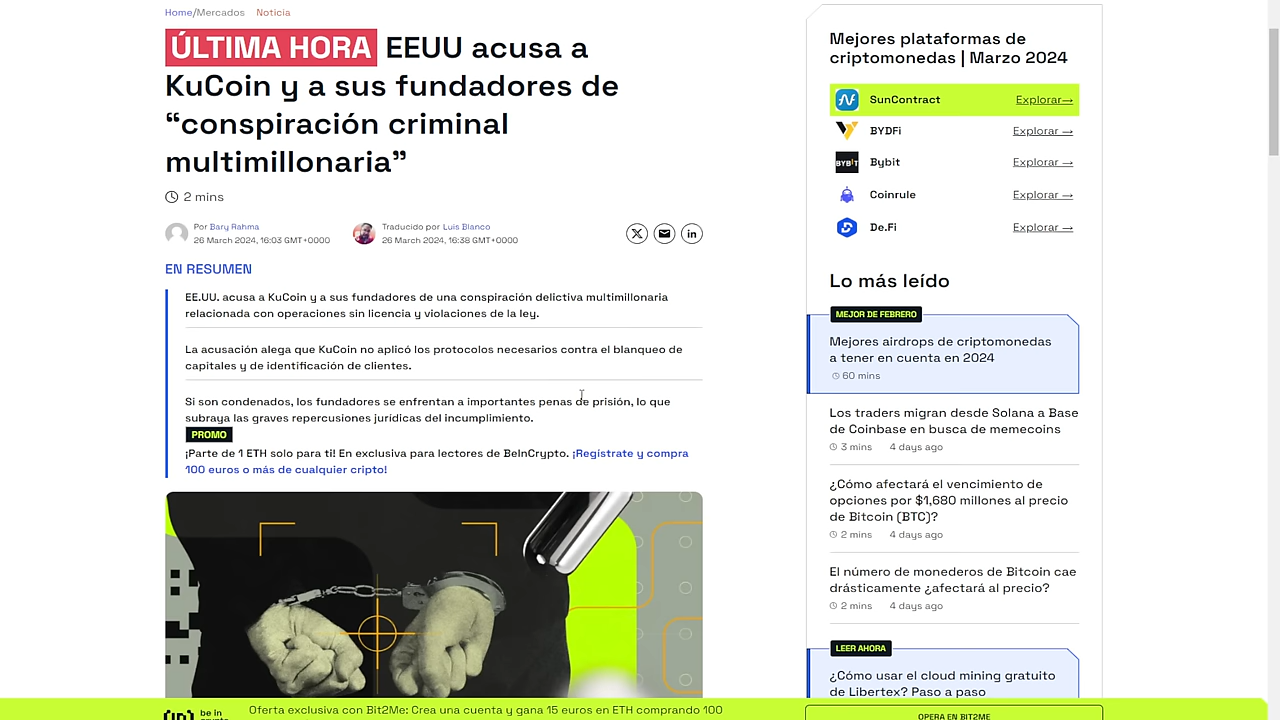 Home/Mercados Noticia
ÚLTIMA HORA EEUU acusa a
KuCoin y a sus fundadores de
“conspiración criminal
multimillonaria”
2 mins
Por Bary Rahma
26 March 2024, 16:03 GMT+0000
Traducido por Luis Blanco
26 March 2024, 16:38 GMT+0000
EN RESUMEN
EE.UU. acusa a KuCoin y a sus fundadores de una conspiración delictiva multimillonaria
relacionada con operaciones sin licencia y violaciones de la ley.
La acusación alega que KuCoin no aplicó los protocolos necesarios contra el blanqueo de
capitales y de identificación de clientes.
Si son condenados, los fundadores se enfrentan a importantes penas de prisión, lo que
subraya las graves repercusiones jurídicas del incumplimiento.
PROMO
¡Parte de 1 ETH solo para ti! En exclusiva para lectores de BeInCrypto. ¡Regístrate y compra
100 euros o más de cualquier cripto!
Mejores plataformas de
criptomonedas | Marzo 2024
SunContract Explorar→
BYDFi Explorar →
BYBIT Bybit Explorar →
Coinrule Explorar →
De.Fi Explorar →
Lo más leído
MEJOR DE FEBRERO
Mejores airdrops de criptomonedas
a tener en cuenta en 2024
60 mins
Los traders migran desde Solana a Base
de Coinbase en busca de memecoins
3 mins 4 days ago
¿Cómo afectará el vencimiento de
opciones por $1,680 millones al precio
de Bitcoin (BTC)?
2 mins 4 days ago
El número de monederos de Bitcoin cae
drásticamente ¿afectará al precio?
2 mins 4 days ago
LEER AHORA
¿Cómo usar el cloud mining gratuito
de Libertex? Paso a paso
be in
Oferta exclusiva con Bit2Me: Crea una cuenta y gana 15 euros en ETH comprando 100
OPERA EN BIT2ME